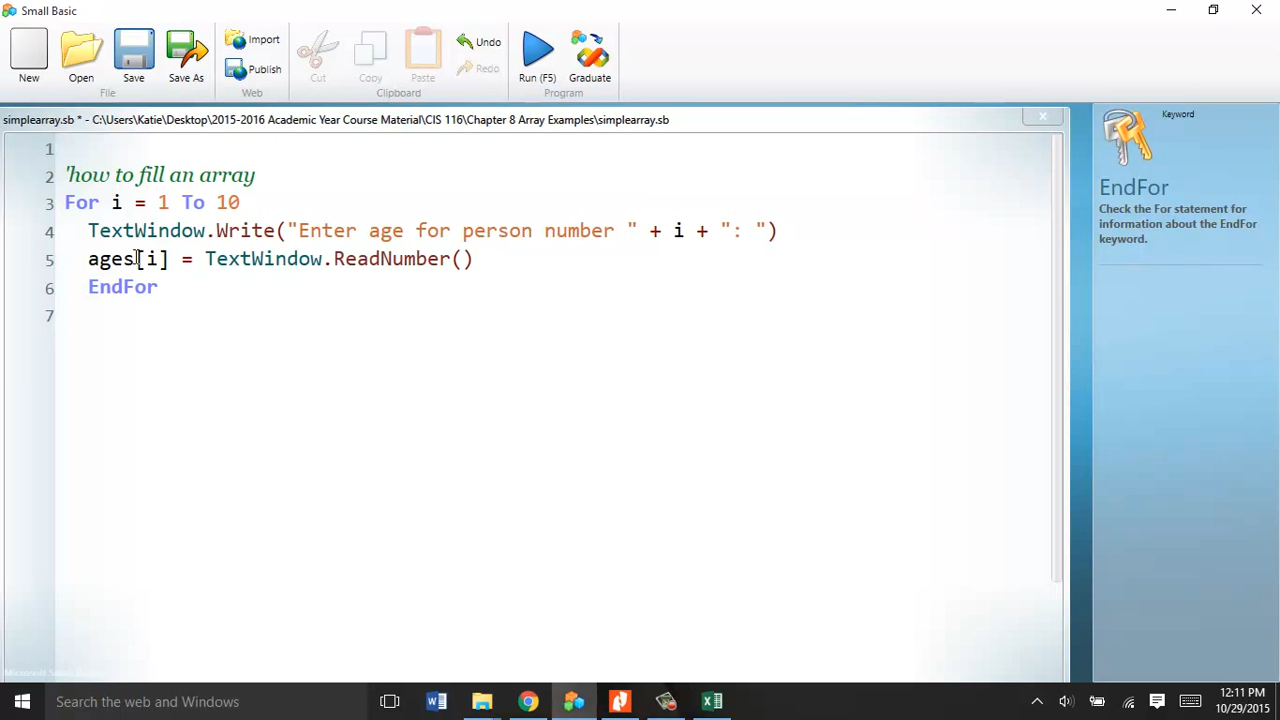 Small Basic
New
Open
Save
Save As
Import
Publish
Cut
Copy
Paste
Undo
Redo
Run (F5)
Graduate
File
Web
Clipboard
Program
simplearray.sb * - C:\Users\Katie\Desktop\2015-2016 Academic Year Course Material\CIS 116\Chapter 8 Array Examples\simplearray.sb
x
1
2 'how to fill an array
3 For i = 1 To 10
4 TextWindow.Write("Enter age for person number " + i + ": ")
5 ages[i] = TextWindow.ReadNumber()
6 EndFor
7
Keyword
EndFor
Check the For statement for
information about the EndFor
keyword.
Search the web and Windows
12:11 PM
10/29/2015